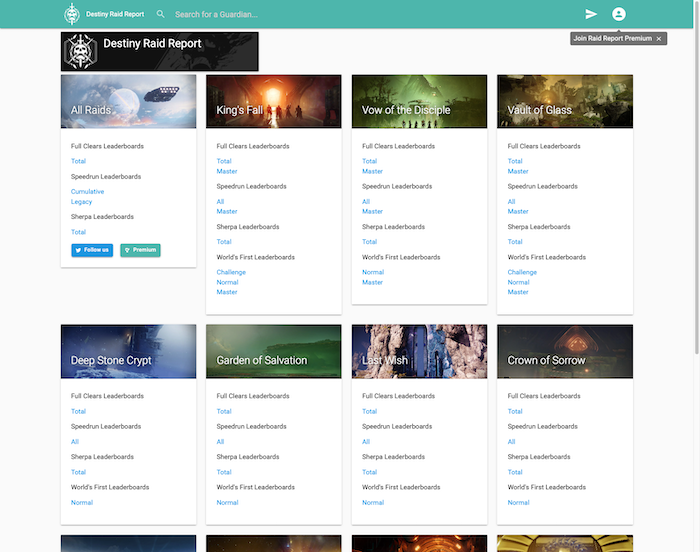 Destiny Raid Report
Search for a Guardian...
Join Raid Report Premium ×
Destiny Raid Report
All Raids
Full Clears Leaderboards
Total
Speedrun Leaderboards
Cumulative
Legacy
Sherpa Leaderboards
Total
Follow us
Premium
King's Fall
Full Clears Leaderboards
Total
Master
Speedrun Leaderboards
All
Master
Sherpa Leaderboards
Total
World's First Leaderboards
Challenge
Normal
Master
Vow of the Disciple
Full Clears Leaderboards
Total
Master
Speedrun Leaderboards
All
Master
Sherpa Leaderboards
Total
World's First Leaderboards
Normal
Master
Vault of Glass
Full Clears Leaderboards
Total
Master
Speedrun Leaderboards
All
Master
Sherpa Leaderboards
Total
World's First Leaderboards
Challenge
Normal
Master
Deep Stone Crypt
Full Clears Leaderboards
Total
Speedrun Leaderboards
All
Sherpa Leaderboards
Total
World's First Leaderboards
Normal
Garden of Salvation
Full Clears Leaderboards
Total
Speedrun Leaderboards
All
Sherpa Leaderboards
Total
World's First Leaderboards
Normal
Last Wish
Full Clears Leaderboards
Total
Speedrun Leaderboards
All
Sherpa Leaderboards
Total
World's First Leaderboards
Normal
Crown of Sorrow
Full Clears Leaderboards
Total
Speedrun Leaderboards
All
Sherpa Leaderboards
Total
World's First Leaderboards
Normal